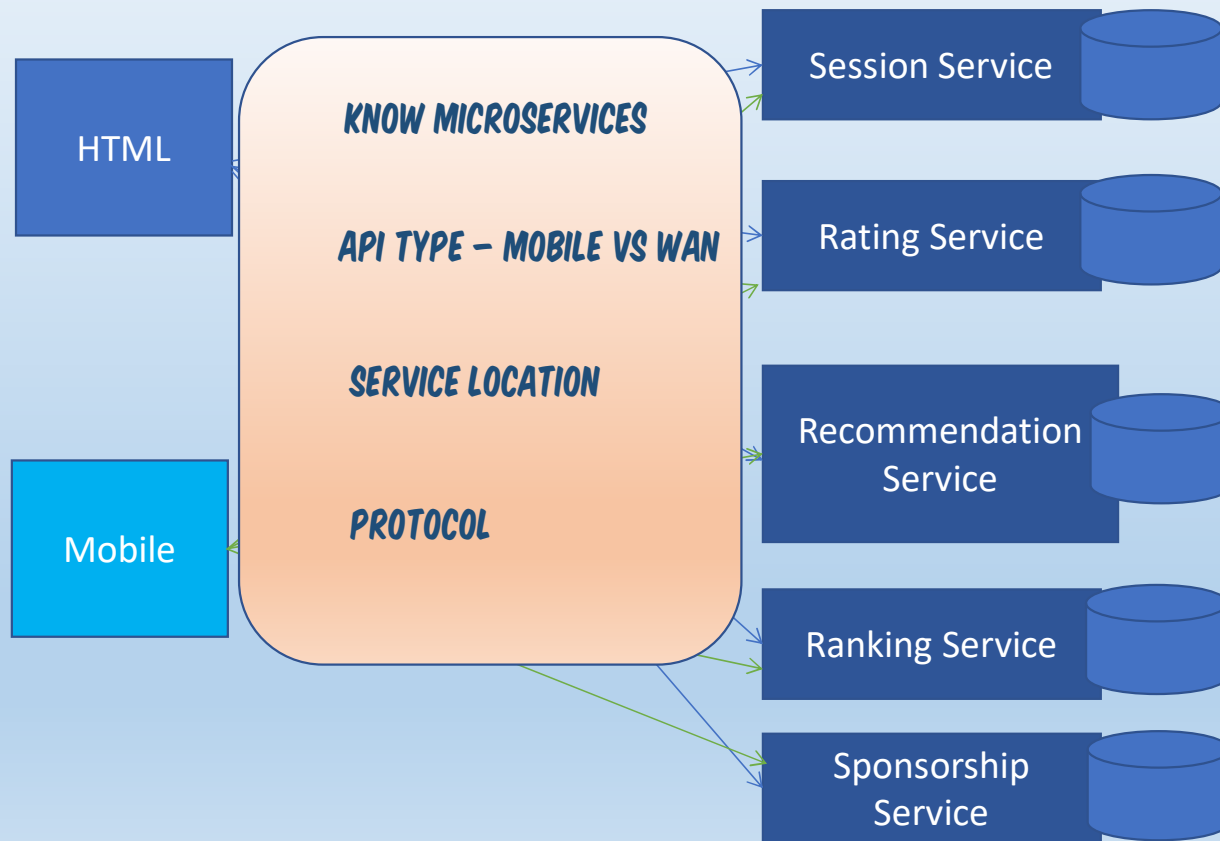 HTML
Mobile
KNOW MICROSERVICES
API TYPE – MOBILE VS WAN
SERVICE LOCATION
PROTOCOL
Session Service
Rating Service
Recommendation
Service
Ranking Service
Sponsorship
Service